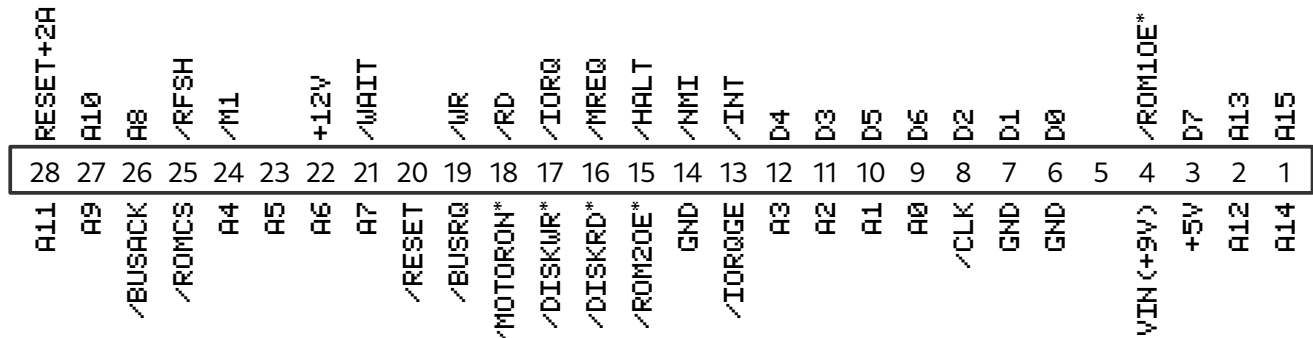 RESET+2A A10 A8 /RFSH /M1 +12V /WAIT /WR /RD /IORQ /MREQ /HALT /NMI /INT D4 D3 D5 D6 D2 D1 D0 /ROM1OE* D7 A13 A15
28 27 26 25 24 23 22 21 20 19 18 17 16 15 14 13 12 11 10 9 8 7 6 5 4 3 2 1
A11 A9 /BUSACK /ROMCS A4 A5 A6 A7 /RESET /BUSRQ /MOTORON* /DISKWR* /DISKRD* /ROM2OE* GND /IORQGE A3 A2 A1 A0 /CLK GND GND VIN(+9V) +5V A12 A14